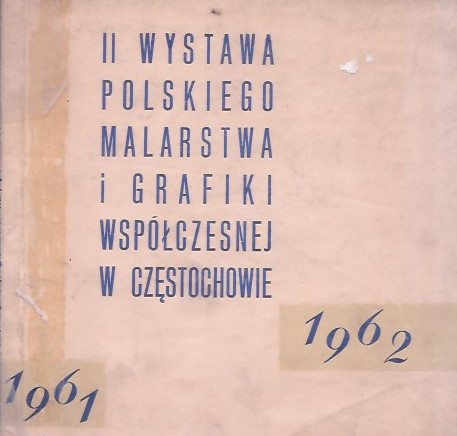 II WYSTAWA
POLSKIEGO
MALARSTWA
i GRAFIKI
WSPÓŁCZESNEJ
W CZĘSTOCHOWIE
1962
1961